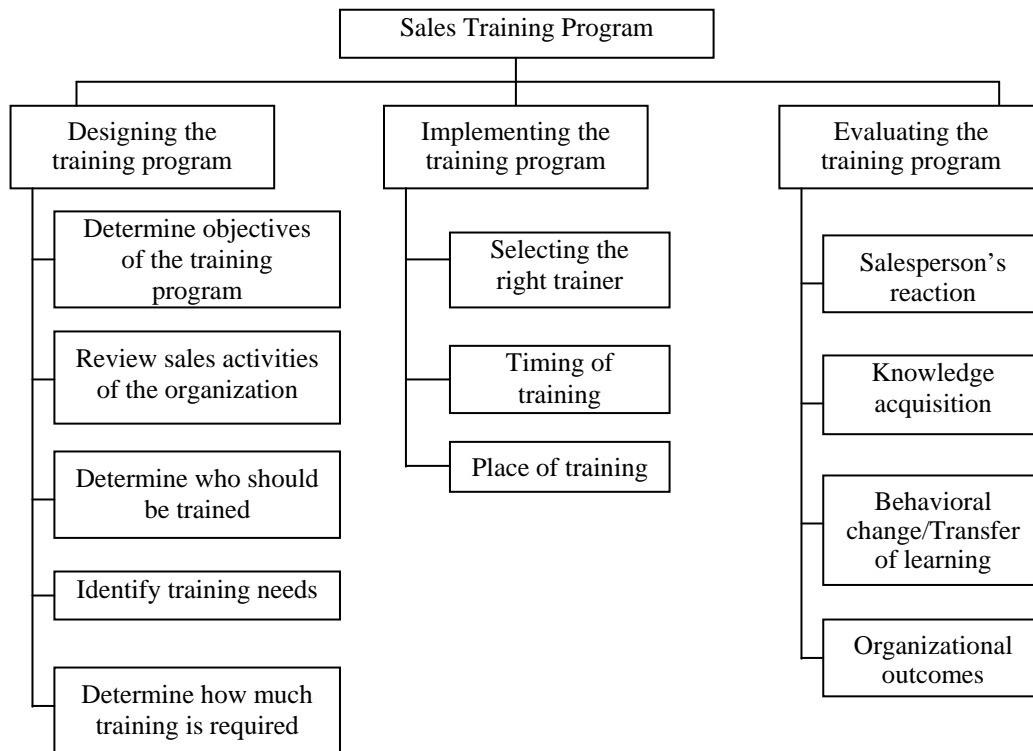 Sales Training Program
Designing the
training program
Determine objectives
of the training
program
Review sales activities
of the organization
Determine who should
be trained
Identify training needs
Determine how much
training is required
Implementing the
training program
Selecting the
right trainer
Timing of
training
Place of training
Evaluating the
training program
Salesperson’s
reaction
Knowledge
acquisition
Behavioral
change/Transfer
of learning
Organizational
outcomes